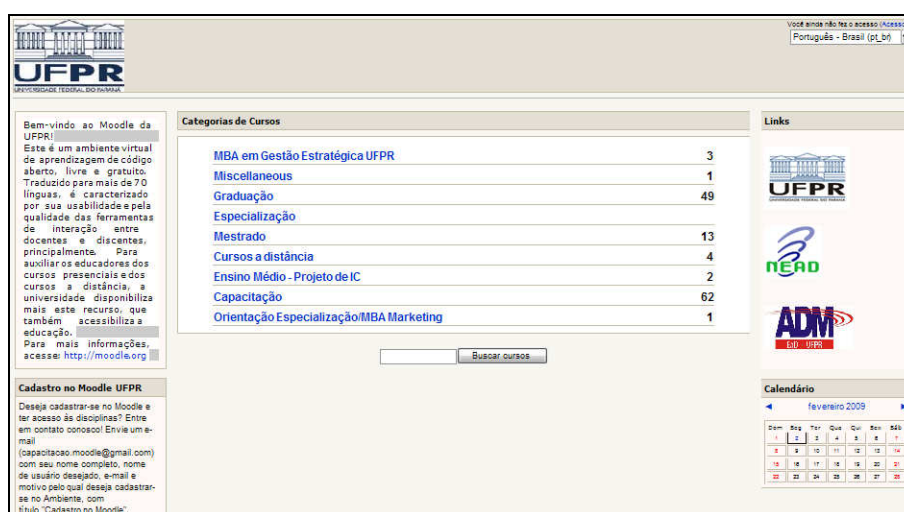 Você ainda não fez o acesso (Acesso
Português - Brasil (pt_br)
UFPR
UNIVERSIDADE FEDERAL DO PARANÁ
Bem-vindo ao Moodle da
UFPR!
Este é um ambiente virtual
de aprendizagem de código
aberto, livre e gratuito.
Traduzido para mais de 70
línguas, é caracterizado
por sua usabilidade e pela
qualidade das ferramentas
de interação entre
docentes e discentes,
principalmente. Para
auxiliar os educadores dos
cursos presenciais e dos
cursos a distância, a
universidade disponibiliza
mais este recurso, que
também acessibiliza a
educação.
Para mais informações,
acesse: http://moodle.org
Cadastro no Moodle UFPR
Deseja cadastrar-se no Moodle e
ter acesso às disciplinas? Entre
em contato conosco! Envie um e-
mail
(capacitacao.moodle@gmail.com)
com seu nome completo, nome
de usuário desejado, e-mail e
motivo pelo qual deseja cadastrar-
se no Ambiente, com
título "Cadastro no Moodle".
Categorias de Cursos
MBA em Gestão Estratégica UFPR 3
Miscellaneous 1
Graduação 49
Especialização
Mestrado 13
Cursos a distância 4
Ensino Médio - Projeto de IC 2
Capacitação 62
Orientação Especialização/MBA Marketing 1
Buscar cursos
Links
UFPR
UNIVERSIDADE FEDERAL DO PARANÁ
NEAD
ADM
EaD - UFPR
Calendário
fevereiro 2009
Dom Seg Ter Qua Qui Sex Sáb
1 2 3 4 5 6 7
8 9 10 11 12 13 14
15 16 17 18 19 20 21
22 23 24 25 26 27 28